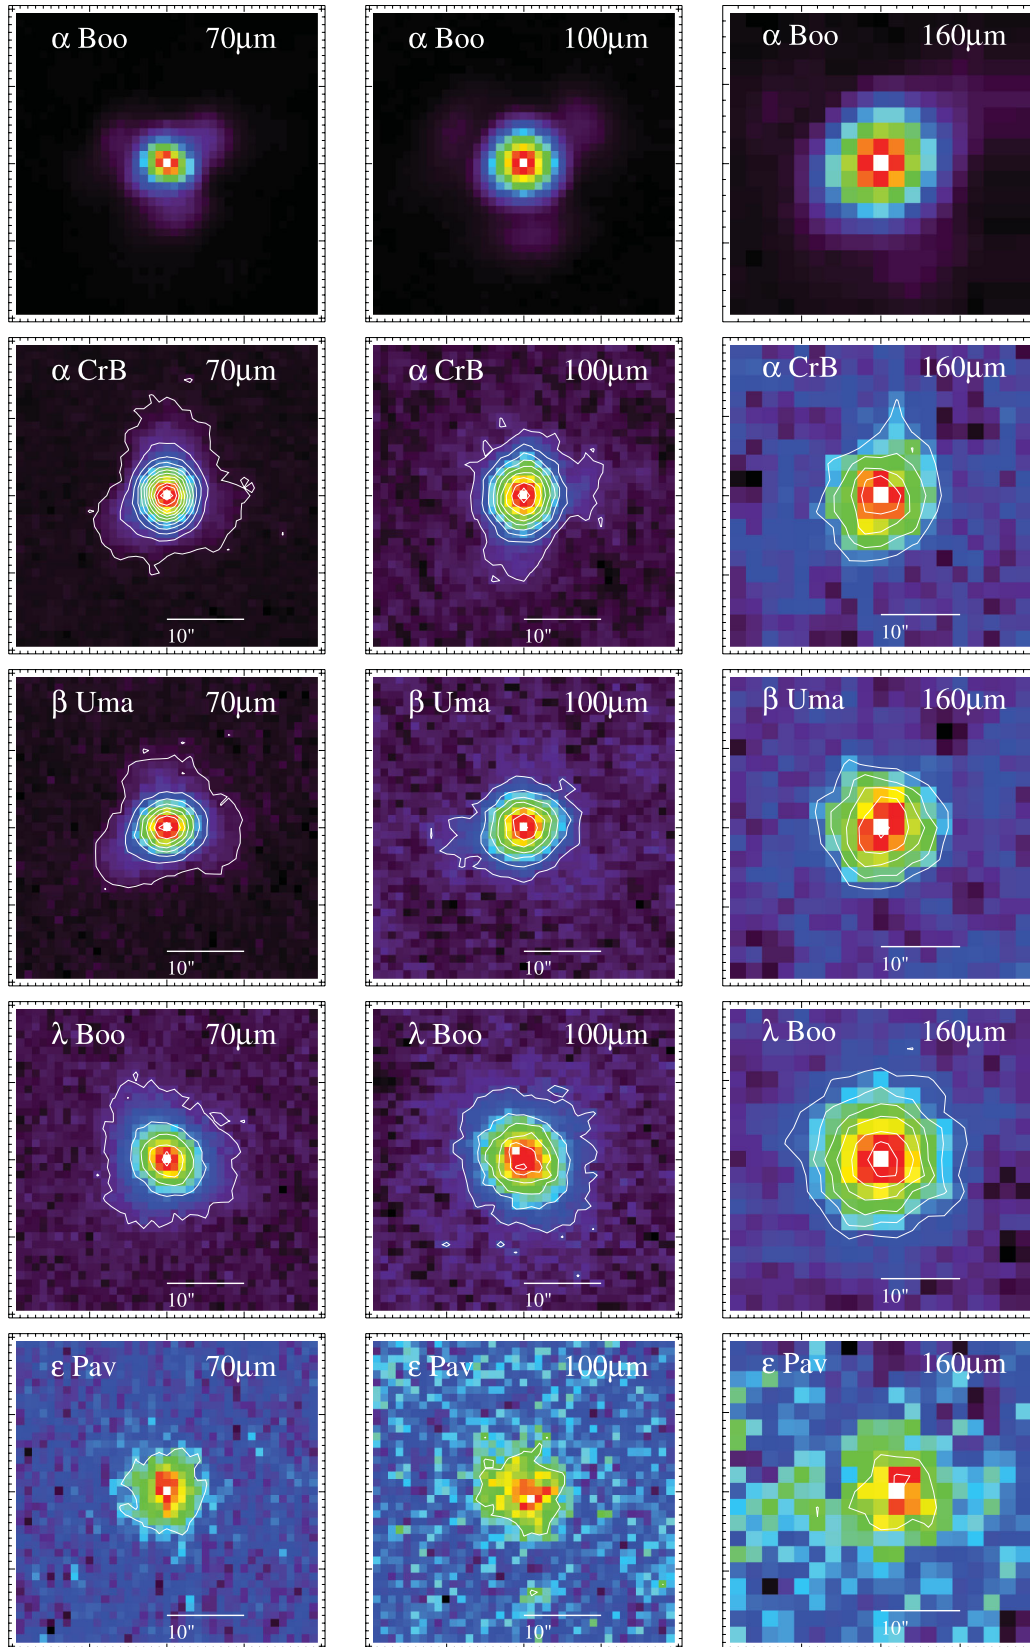 α Boo 70μm
α Boo 100μm
α Boo 160μm
α CrB 70μm
10"
α CrB 100μm
10"
α CrB 160μm
10"
β Uma 70μm
10"
β Uma 100μm
10"
β Uma 160μm
10"
λ Boo 70μm
10"
λ Boo 100μm
10"
λ Boo 160μm
10"
ε Pav 70μm
10"
ε Pav 100μm
10"
ε Pav 160μm
10"